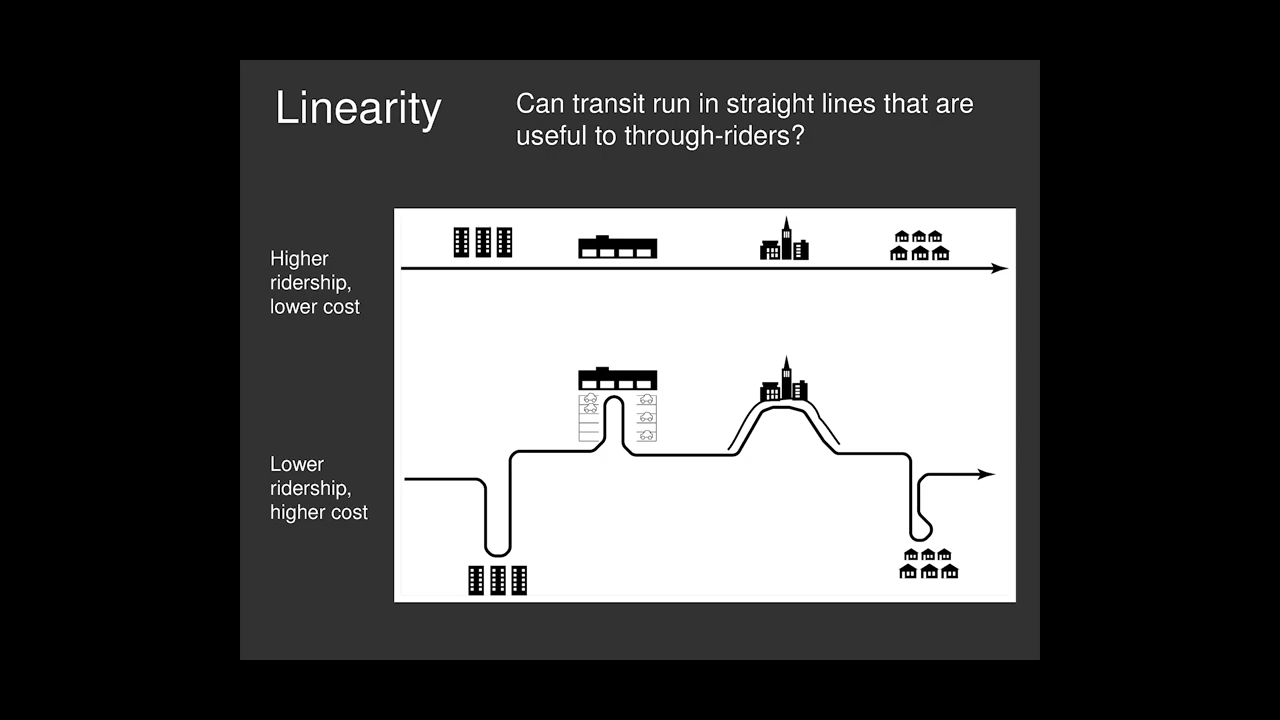 Linearity
Can transit run in straight lines that are
useful to through-riders?
Higher
ridership,
lower cost
Lower
ridership,
higher cost